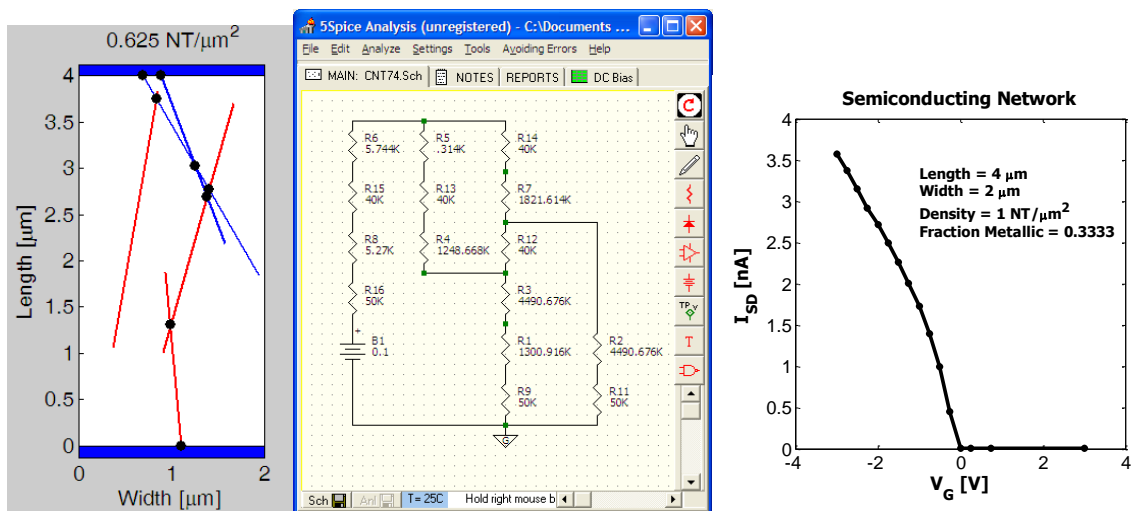 0.625 NT/μm²
4
3.5
3
2.5
2
1.5
1
0.5
0
0 1 2
Length [μm]
Width [μm]
5Spice Analysis (unregistered) - C:\Documents ...
File Edit Analyze Settings Tools Avoiding Errors Help
MAIN: CNT74.Sch NOTES REPORTS DC Bias
R6
5.744K
R5
.314K
R14
40K
R15
40K
R13
40K
R7
1821.614K
R8
5.27K
R4
1248.668K
R12
40K
R16
50K
R3
4490.676K
B1
0.1
+
R1
1300.916K
R2
4490.676K
R9
50K
R11
50K
G
C
TP V
T
Sch Anl T= 25C Hold right mouse b
Semiconducting Network
4
3.5
3
2.5
2
1.5
1
0.5
0
-4 -2 0 2 4
Length = 4 μm
Width = 2 μm
Density = 1 NT/μm²
Fraction Metallic = 0.3333
I_SD [nA]
V_G [V]